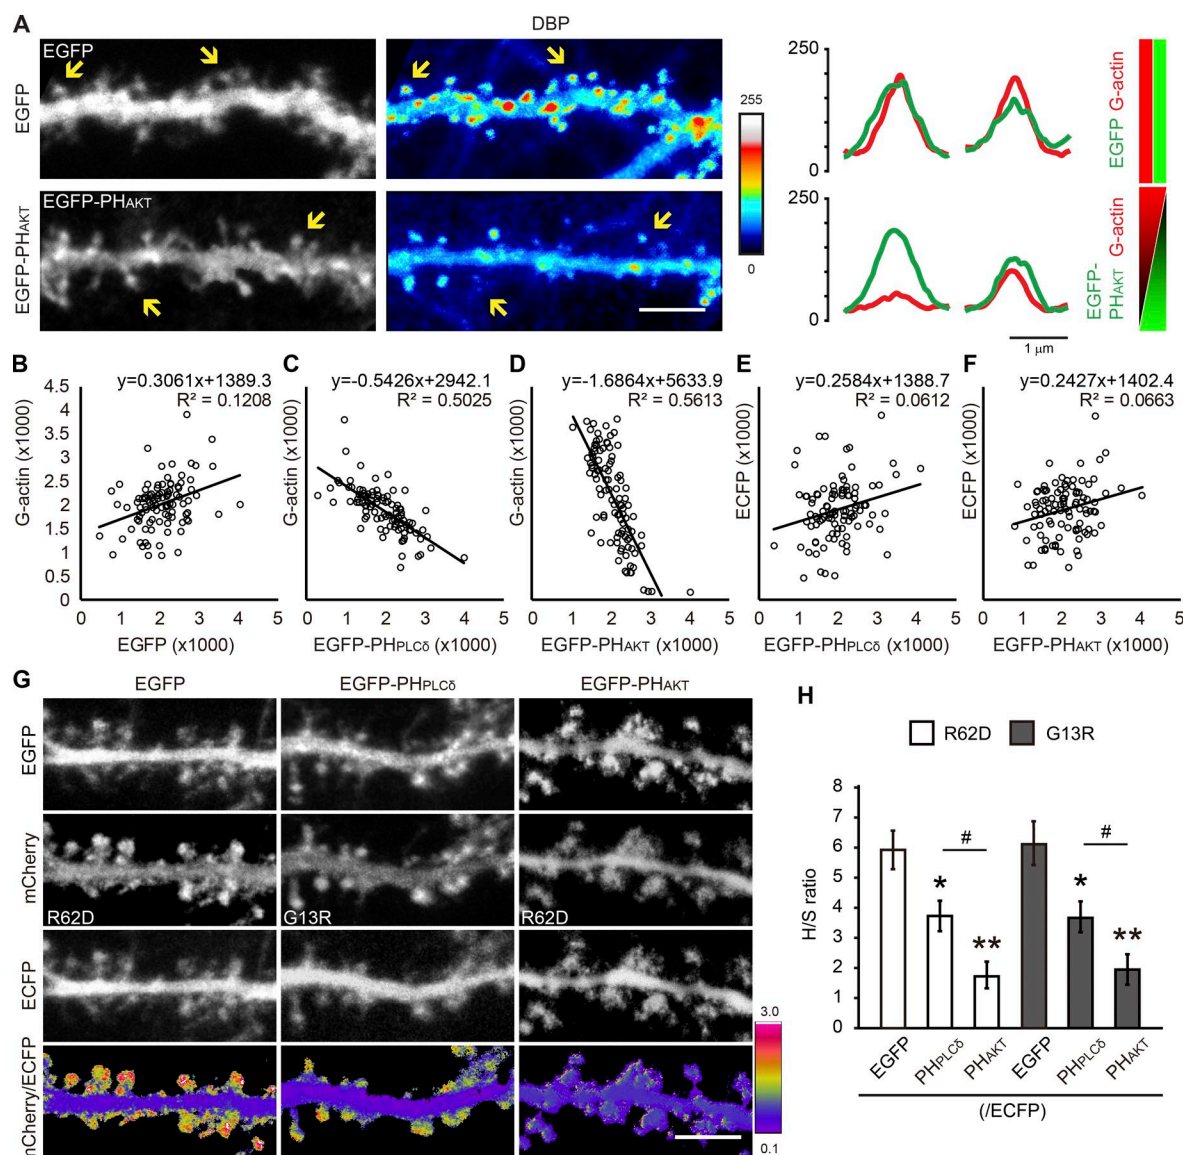 A
DBP
EGFP
EGFP
EGFP-PHAKT
EGFP-PHAKT
255
0
250
0
250
0
1 µm
EGFP G-actin
EGFP-PHAKT G-actin
B
y=0.3061x+1389.3
R² = 0.1208
G-actin (x1000)
4.5
4
3.5
3
2.5
2
1.5
1
0.5
0
0 1 2 3 4 5
EGFP (x1000)
C
y=-0.5426x+2942.1
R² = 0.5025
G-actin (x1000)
0 1 2 3 4 5
EGFP-PHPLCδ (x1000)
D
y=-1.6864x+5633.9
R² = 0.5613
G-actin (x1000)
0 1 2 3 4 5
EGFP-PHAKT (x1000)
E
y=0.2584x+1388.7
R² = 0.0612
ECFP (x1000)
0 1 2 3 4 5
EGFP-PHPLCδ (x1000)
F
y=0.2427x+1402.4
R² = 0.0663
ECFP (x1000)
0 1 2 3 4 5
EGFP-PHAKT (x1000)
G
EGFP EGFP-PHPLCδ EGFP-PHAKT
EGFP
mCherry
R62D G13R R62D
ECFP
mCherry/ECFP
3.0
0.1
H
R62D G13R
H/S ratio
8
7
6
5
4
3
2
1
0
# #
* ** * **
EGFP PHPLCδ PHAKT EGFP PHPLCδ PHAKT
(/ECFP)